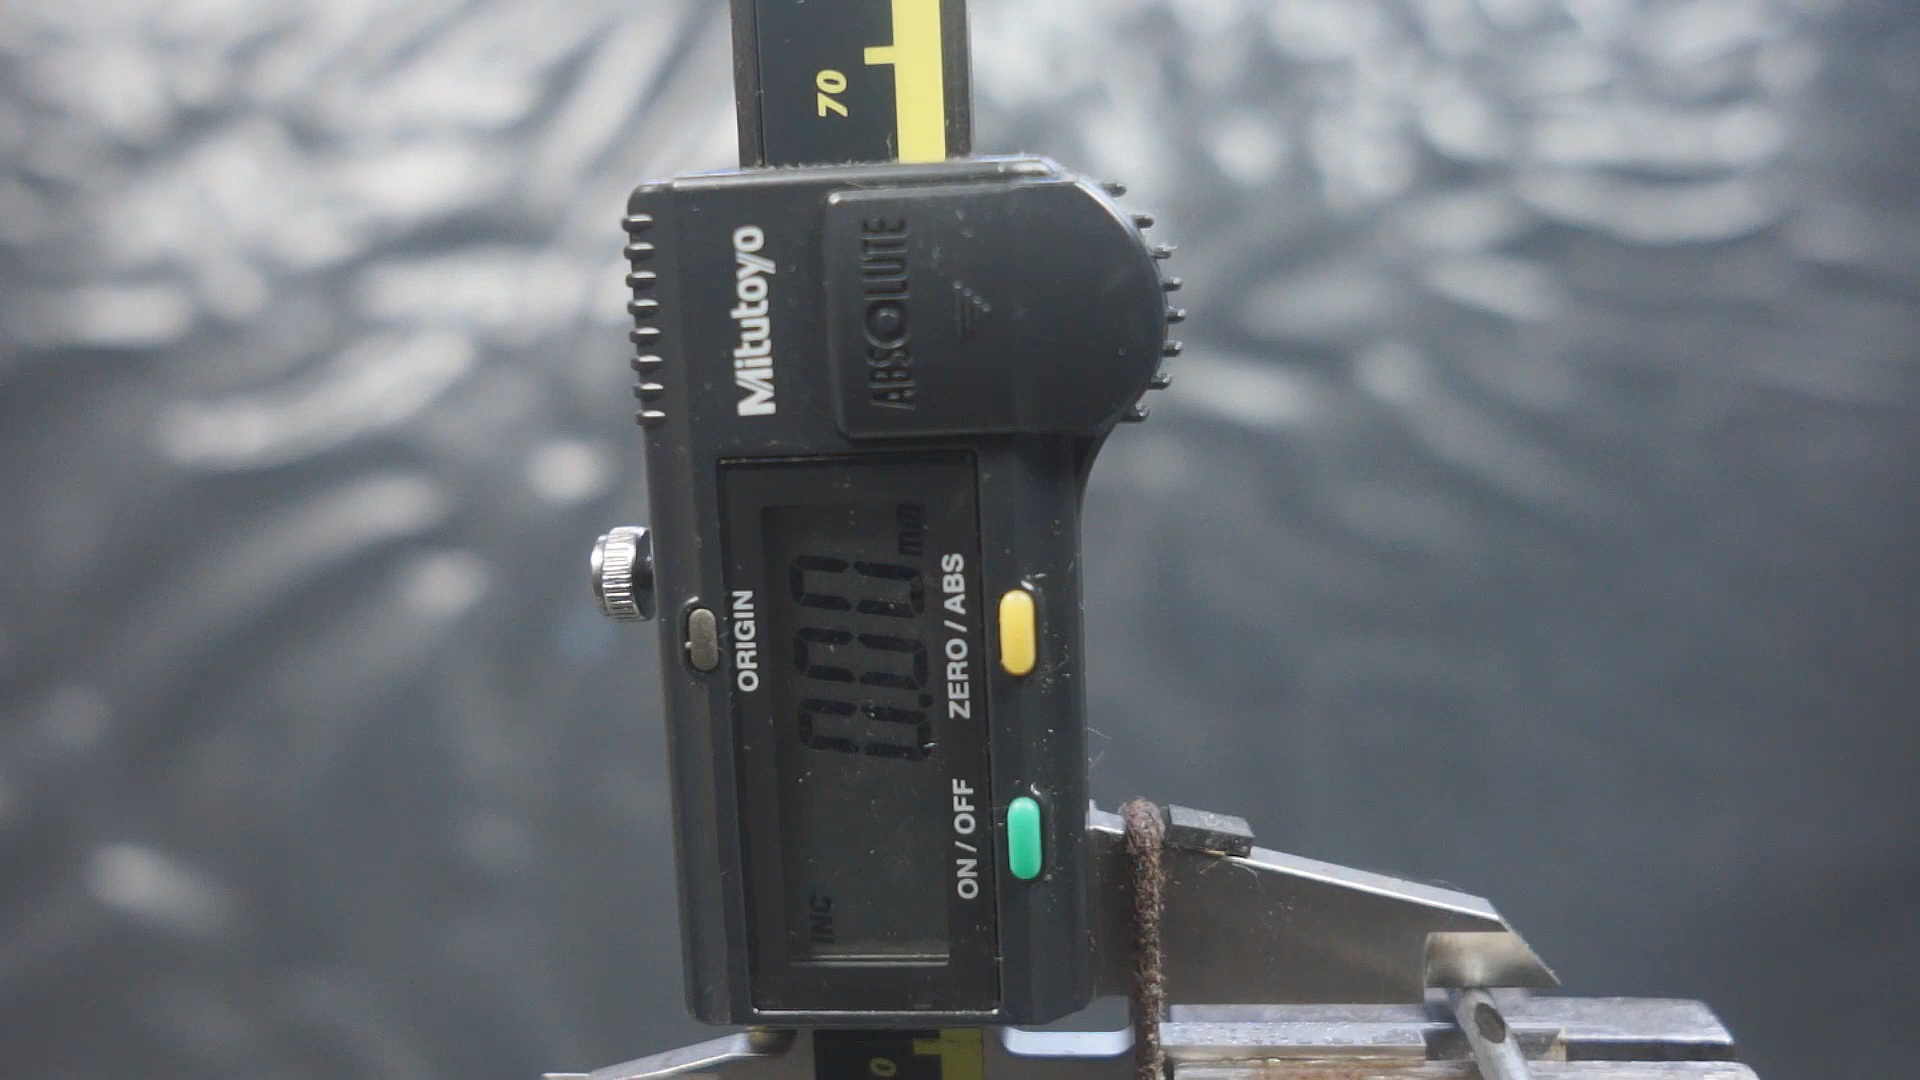 70
Mitutoyo
ABSOLUTE
ORIGIN
INC
0.00
mm
ZERO / ABS
ON / OFF
0